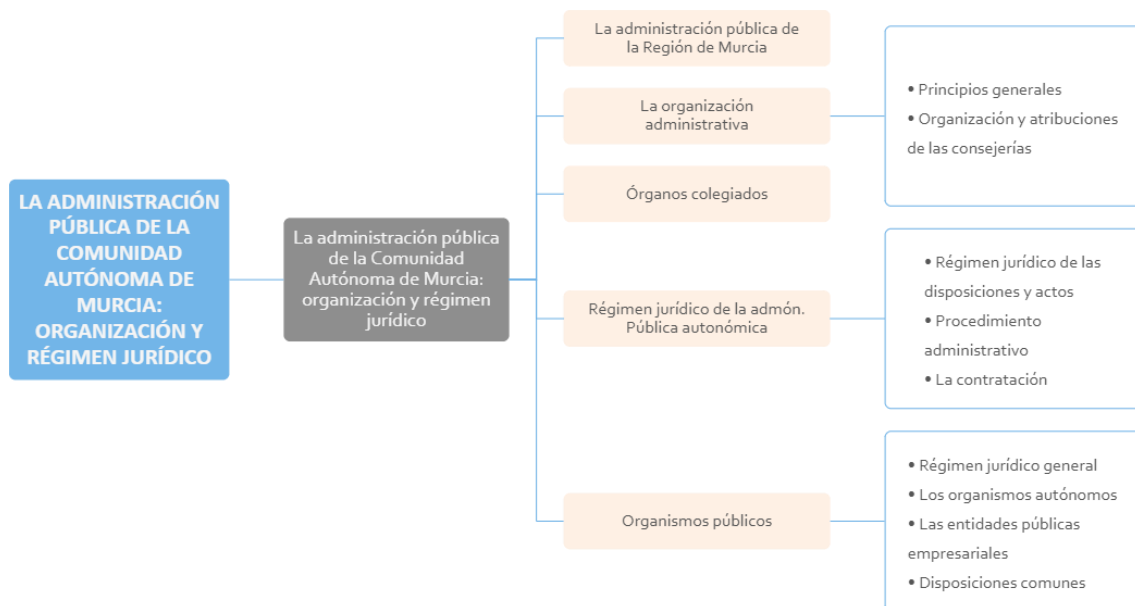 LA ADMINISTRACIÓN
PÚBLICA DE LA
COMUNIDAD
AUTÓNOMA DE
MURCIA:
ORGANIZACIÓN Y
RÉGIMEN JURÍDICO
La administración pública
de la Comunidad
Autónoma de Murcia:
organización y régimen
jurídico
La administración pública de
la Región de Murcia
La organización
administrativa
• Principios generales
• Organización y atribuciones
de las consejerías
Órganos colegiados
Régimen jurídico de la admón.
Pública autonómica
• Régimen jurídico de las
disposiciones y actos
• Procedimiento
administrativo
• La contratación
Organismos públicos
• Régimen jurídico general
• Los organismos autónomos
• Las entidades públicas
empresariales
• Disposiciones comunes